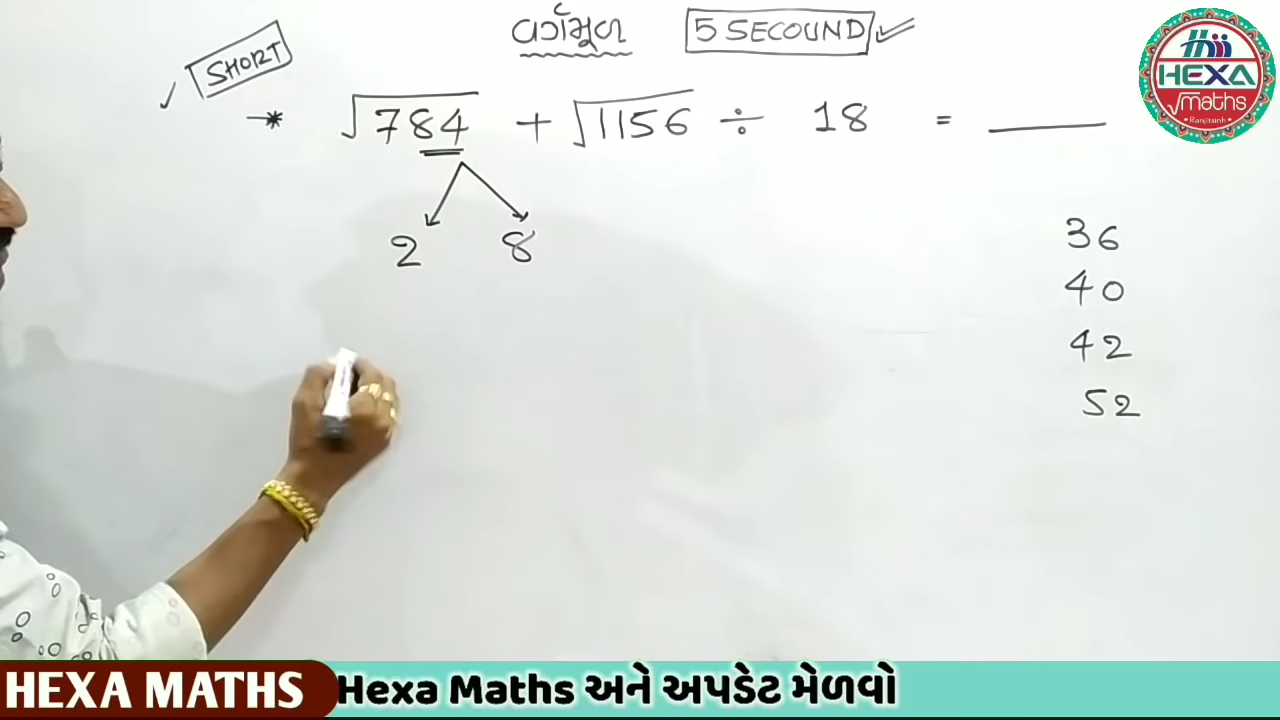 વર્ગમૂળ 5 SECOUND
SHORT
* √784 + √1156 ÷ 18 = ____
2 8
36
40
42
52
HEXA
√maths
Ranjitsinh
HEXA MATHS Hexa Maths અને અપડેટ મેળવો